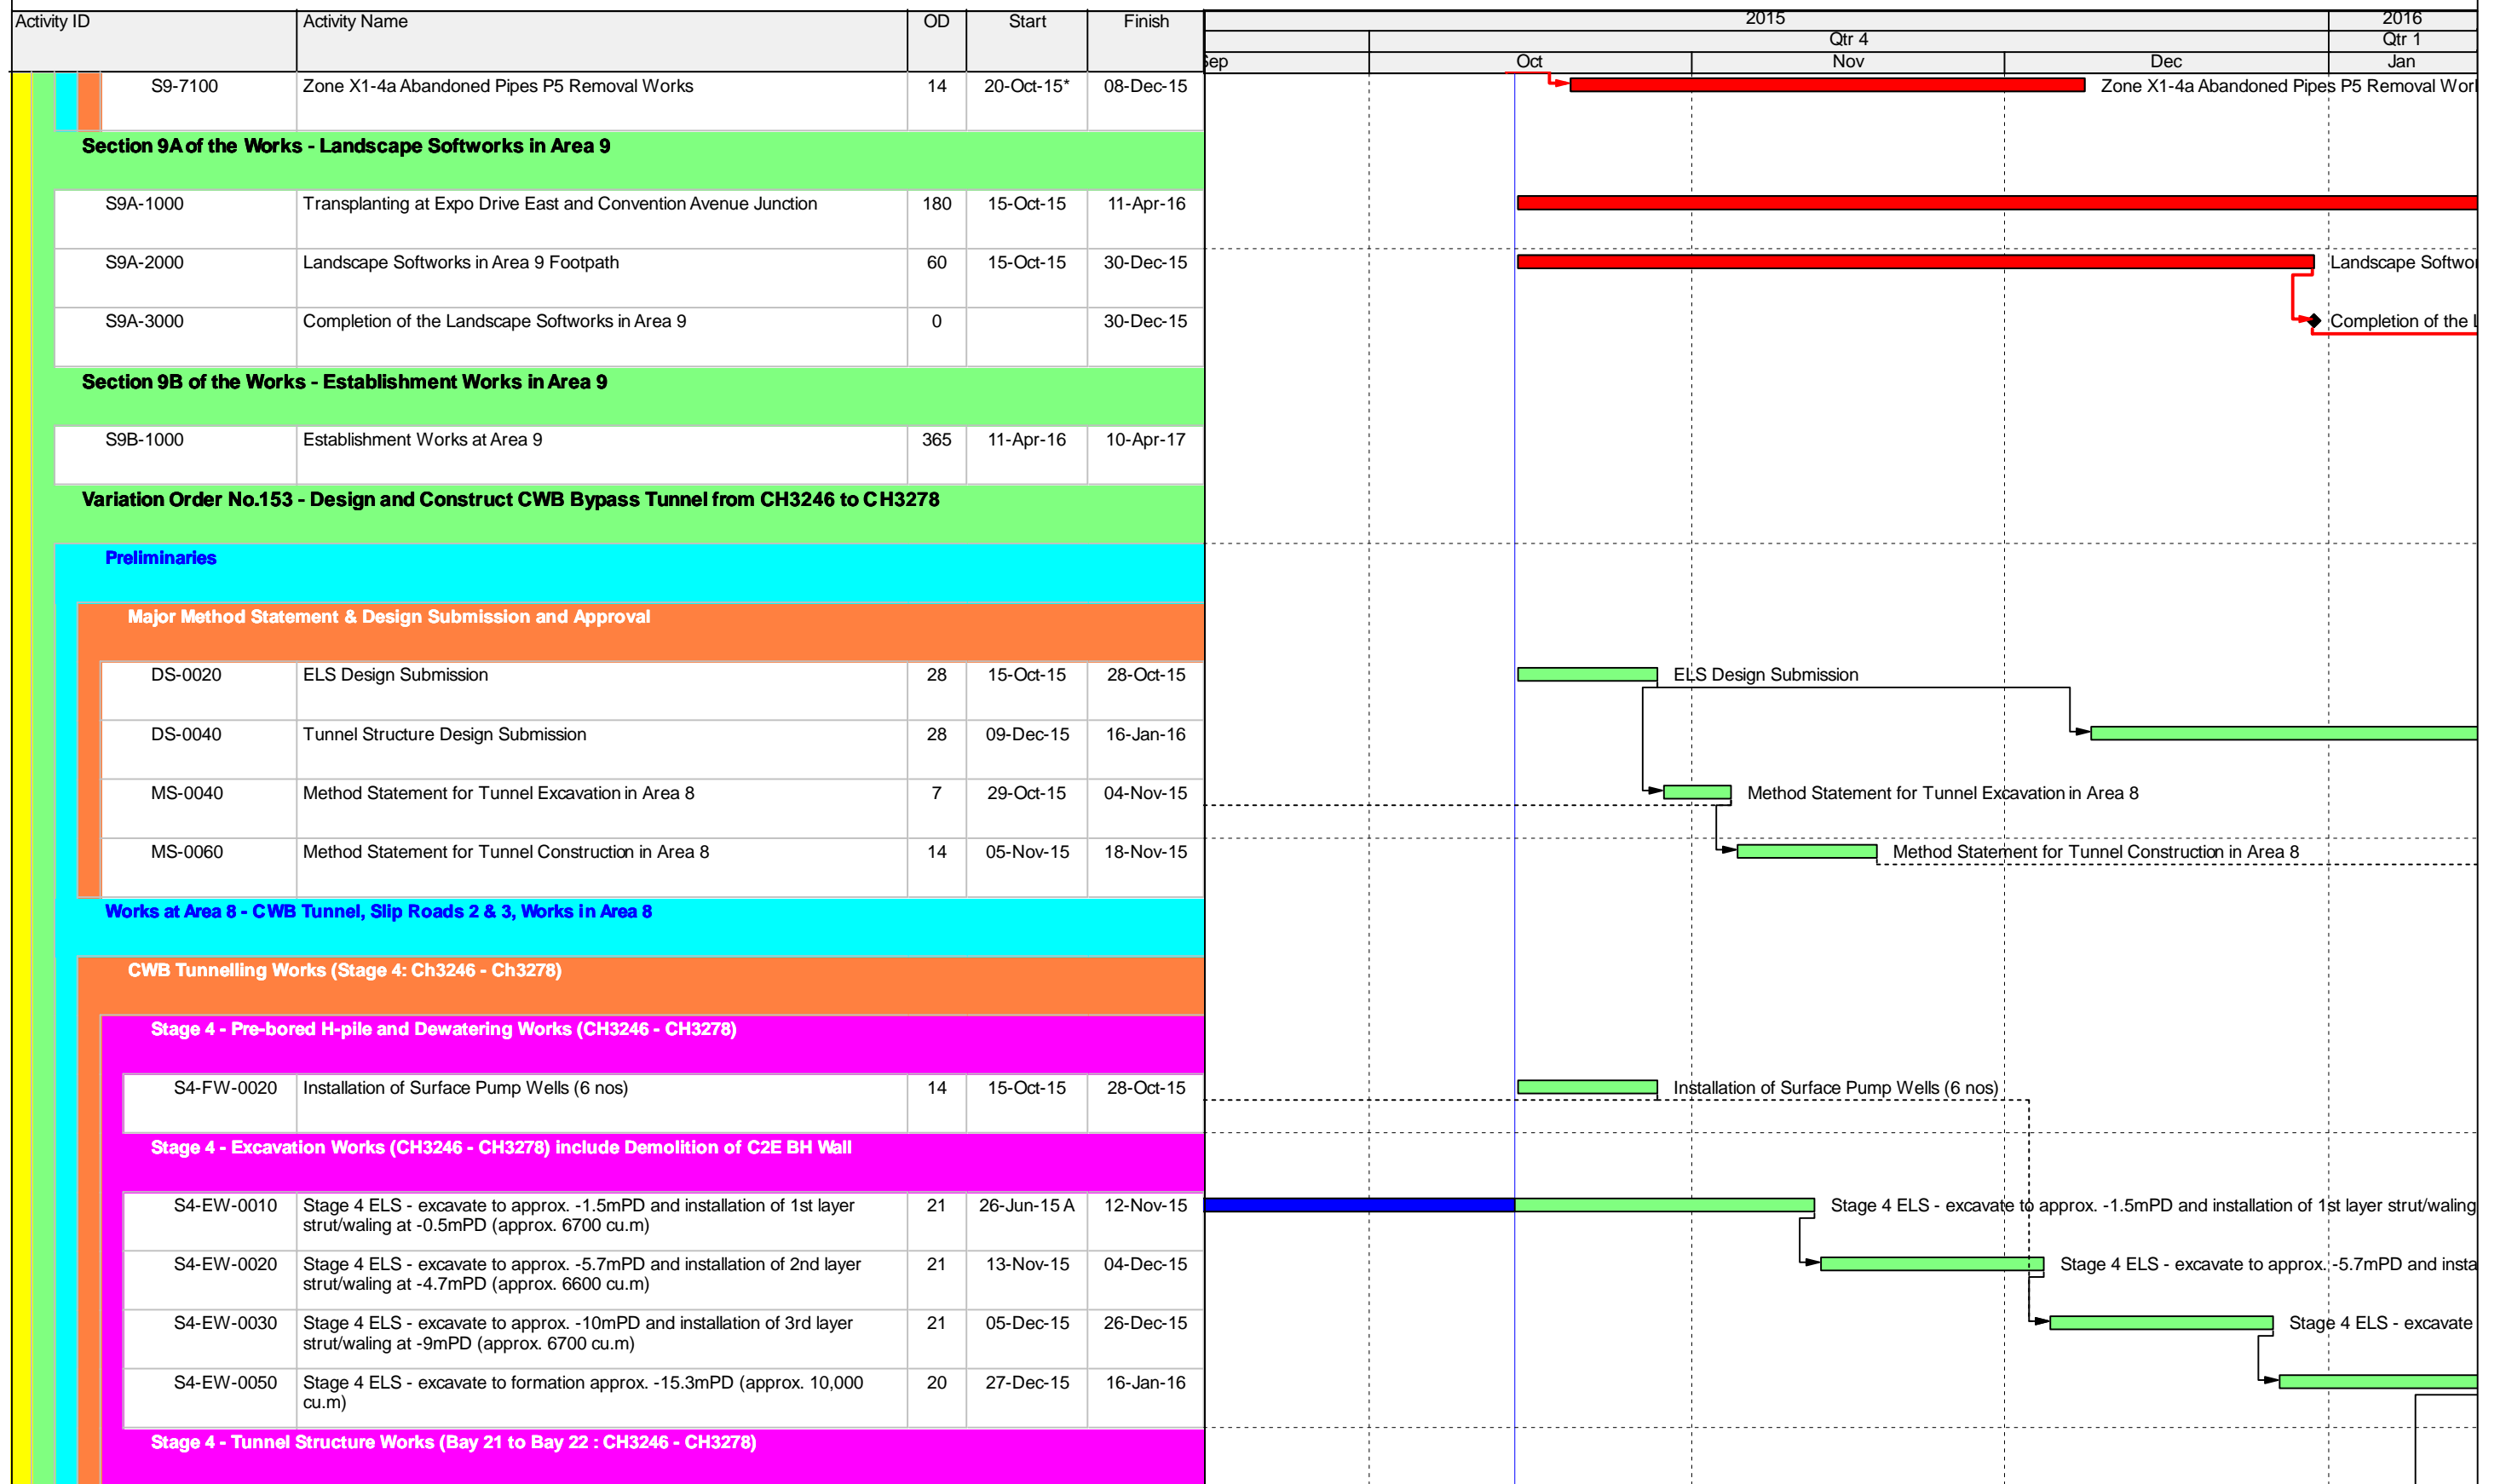 Activity ID Activity Name OD Start Finish 2015 2016
Qtr 4 Qtr 1
Sep Oct Nov Dec Jan
S9-7100 Zone X1-4a Abandoned Pipes P5 Removal Works 14 20-Oct-15* 08-Dec-15 Zone X1-4a Abandoned Pipes P5 Removal Worl
Section 9A of the Works - Landscape Softworks in Area 9
S9A-1000 Transplanting at Expo Drive East and Convention Avenue Junction 180 15-Oct-15 11-Apr-16
S9A-2000 Landscape Softworks in Area 9 Footpath 60 15-Oct-15 30-Dec-15 Landscape Softwo
S9A-3000 Completion of the Landscape Softworks in Area 9 0 30-Dec-15 Completion of the L
Section 9B of the Works - Establishment Works in Area 9
S9B-1000 Establishment Works at Area 9 365 11-Apr-16 10-Apr-17
Variation Order No.153 - Design and Construct CWB Bypass Tunnel from CH3246 to CH3278
Preliminaries
Major Method Statement & Design Submission and Approval
DS-0020 ELS Design Submission 28 15-Oct-15 28-Oct-15 ELS Design Submission
DS-0040 Tunnel Structure Design Submission 28 09-Dec-15 16-Jan-16
MS-0040 Method Statement for Tunnel Excavation in Area 8 7 29-Oct-15 04-Nov-15 Method Statement for Tunnel Excavation in Area 8
MS-0060 Method Statement for Tunnel Construction in Area 8 14 05-Nov-15 18-Nov-15 Method Statement for Tunnel Construction in Area 8
Works at Area 8 - CWB Tunnel, Slip Roads 2 & 3, Works in Area 8
CWB Tunnelling Works (Stage 4: Ch3246 - Ch3278)
Stage 4 - Pre-bored H-pile and Dewatering Works (CH3246 - CH3278)
S4-FW-0020 Installation of Surface Pump Wells (6 nos) 14 15-Oct-15 28-Oct-15 Installation of Surface Pump Wells (6 nos)
Stage 4 - Excavation Works (CH3246 - CH3278) include Demolition of C2E BH Wall
S4-EW-0010 Stage 4 ELS - excavate to approx. -1.5mPD and installation of 1st layer 21 26-Jun-15 A 12-Nov-15 Stage 4 ELS - excavate to approx. -1.5mPD and installation of 1st layer strut/waling
strut/waling at -0.5mPD (approx. 6700 cu.m)
S4-EW-0020 Stage 4 ELS - excavate to approx. -5.7mPD and installation of 2nd layer 21 13-Nov-15 04-Dec-15 Stage 4 ELS - excavate to approx. -5.7mPD and insta
strut/waling at -4.7mPD (approx. 6600 cu.m)
S4-EW-0030 Stage 4 ELS - excavate to approx. -10mPD and installation of 3rd layer 21 05-Dec-15 26-Dec-15 Stage 4 ELS - excavate
strut/waling at -9mPD (approx. 6700 cu.m)
S4-EW-0050 Stage 4 ELS - excavate to formation approx. -15.3mPD (approx. 10,000 20 27-Dec-15 16-Jan-16
cu.m)
Stage 4 - Tunnel Structure Works (Bay 21 to Bay 22 : CH3246 - CH3278)